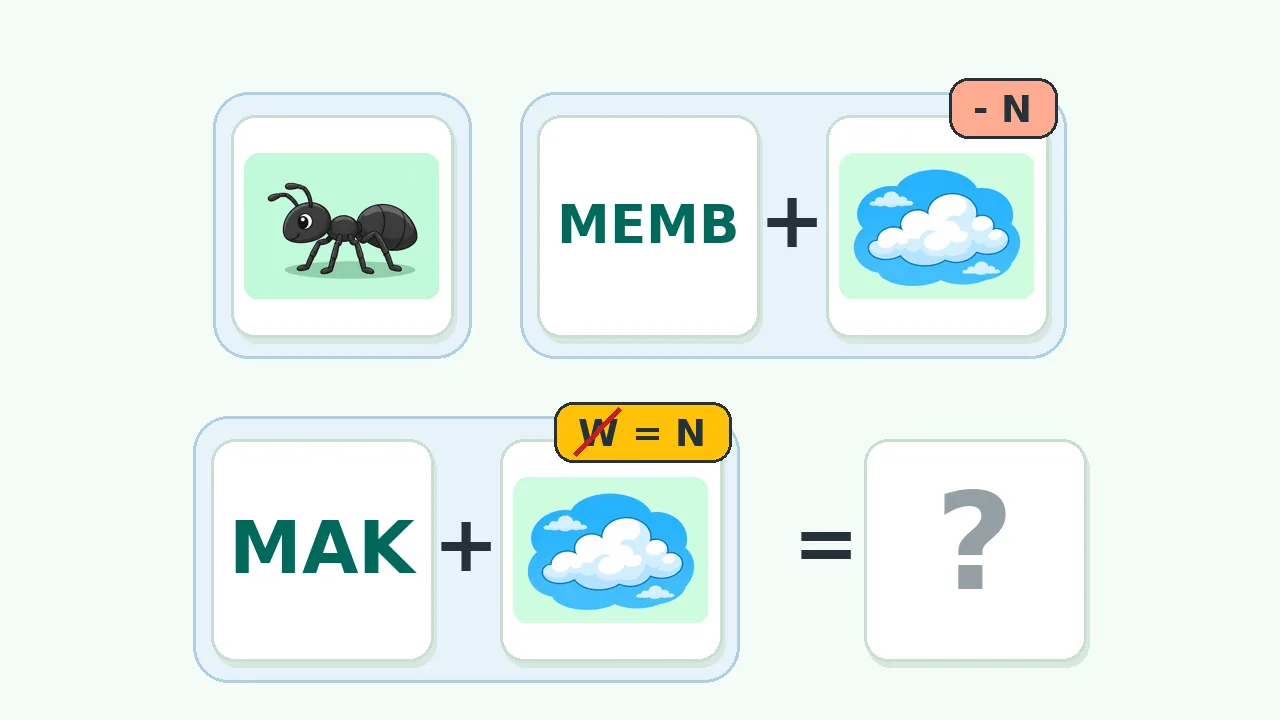 - N
MEMB +
W = N
MAK + = ?